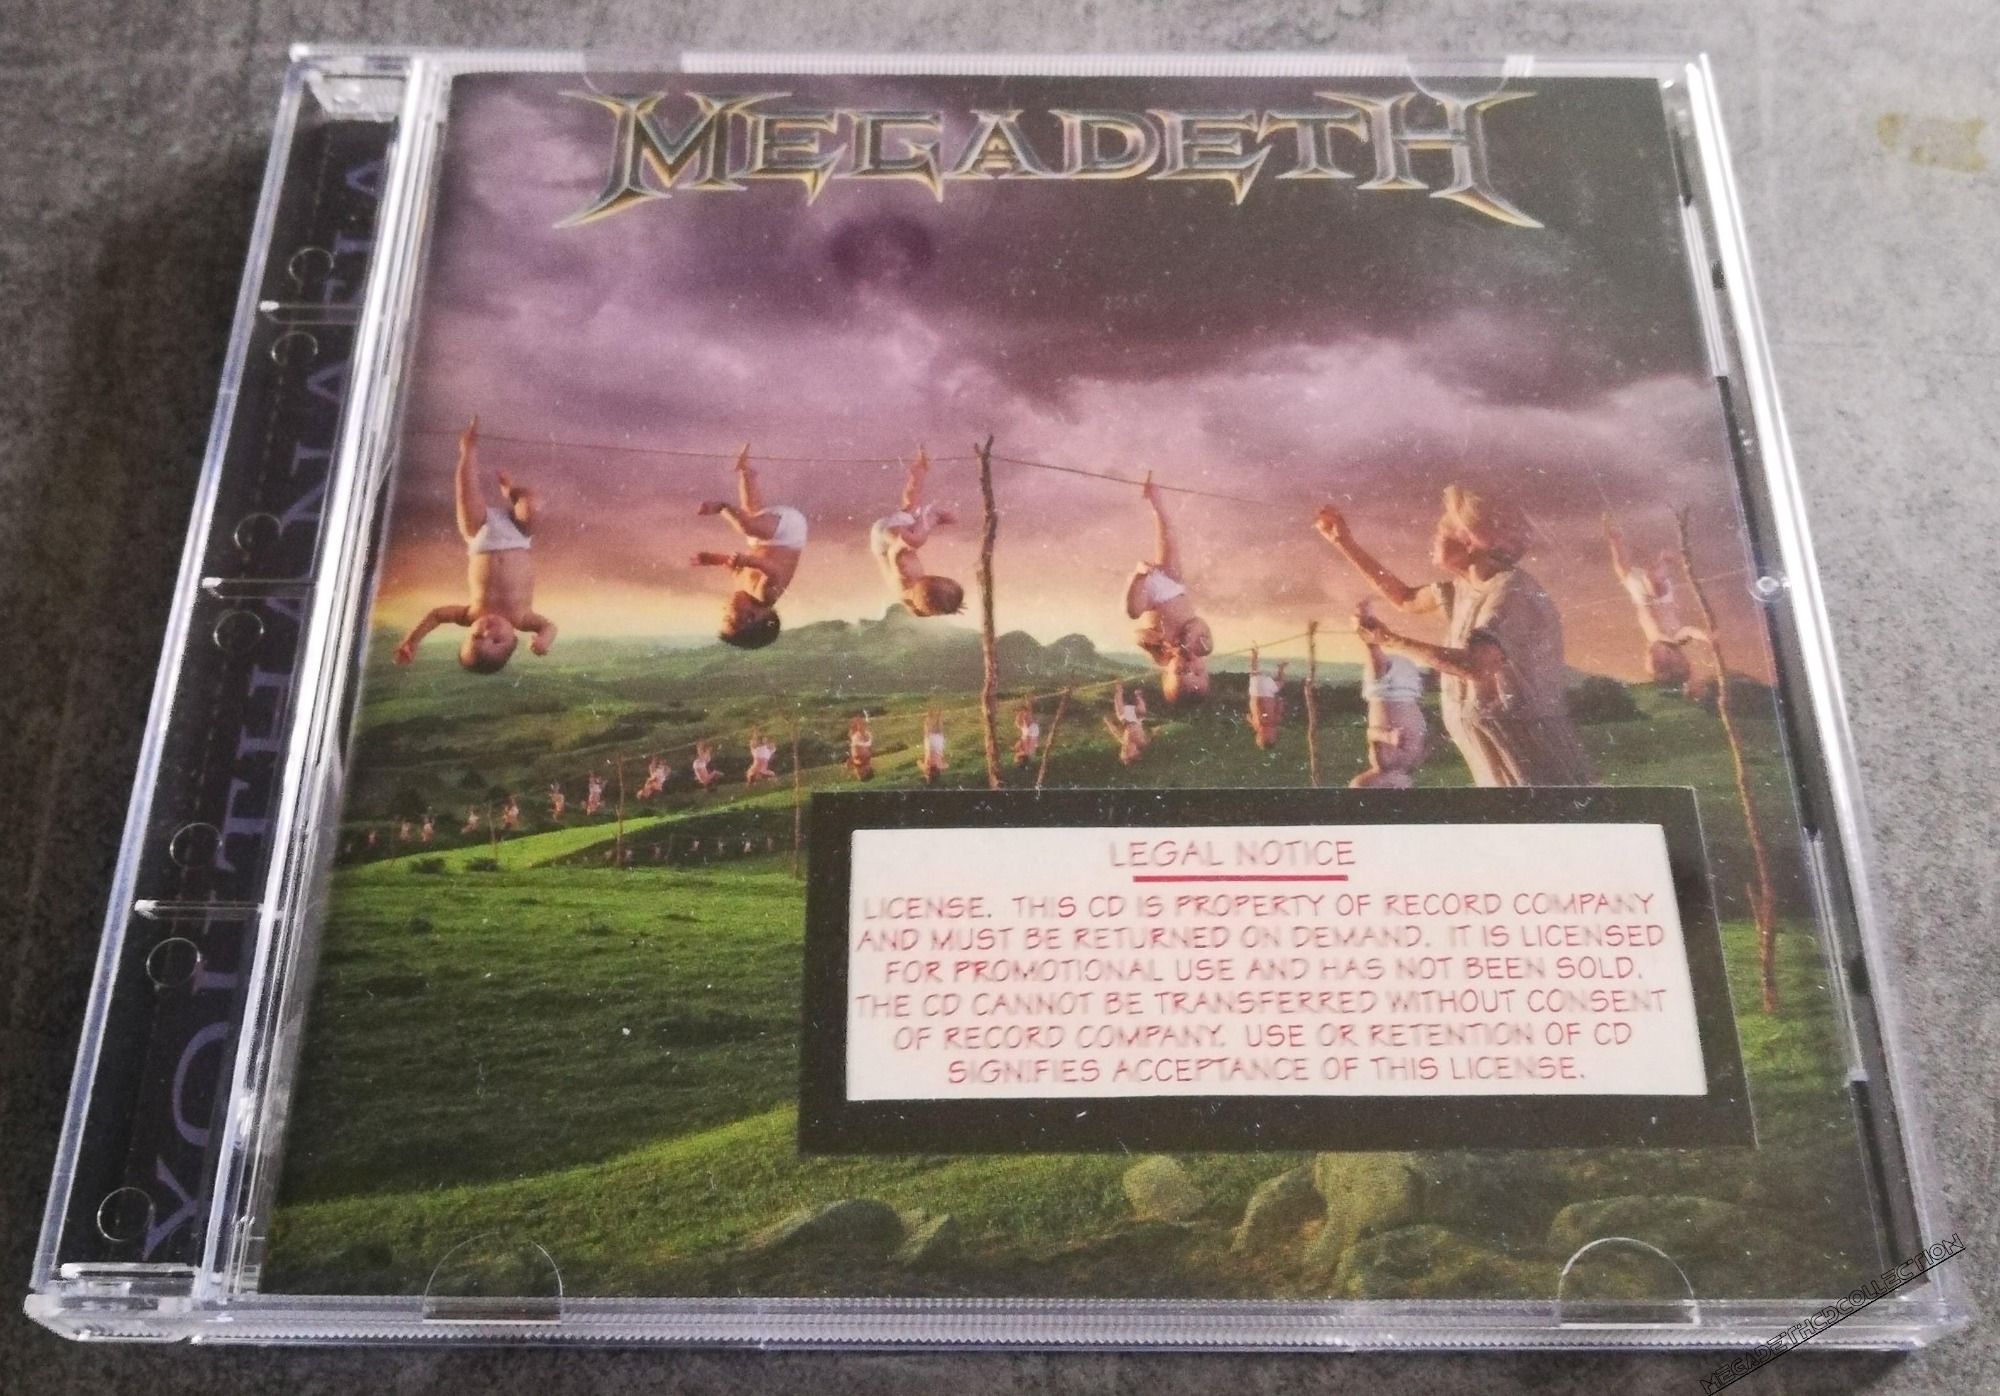 MEGADETH
YOUTHANASIA
LEGAL NOTICE
LICENSE. THIS CD IS PROPERTY OF RECORD COMPANY
AND MUST BE RETURNED ON DEMAND. IT IS LICENSED
FOR PROMOTIONAL USE AND HAS NOT BEEN SOLD.
THE CD CANNOT BE TRANSFERRED WITHOUT CONSENT
OF RECORD COMPANY. USE OR RETENTION OF CD
SIGNIFIES ACCEPTANCE OF THIS LICENSE.
MEGADETHCDCOLLECTION